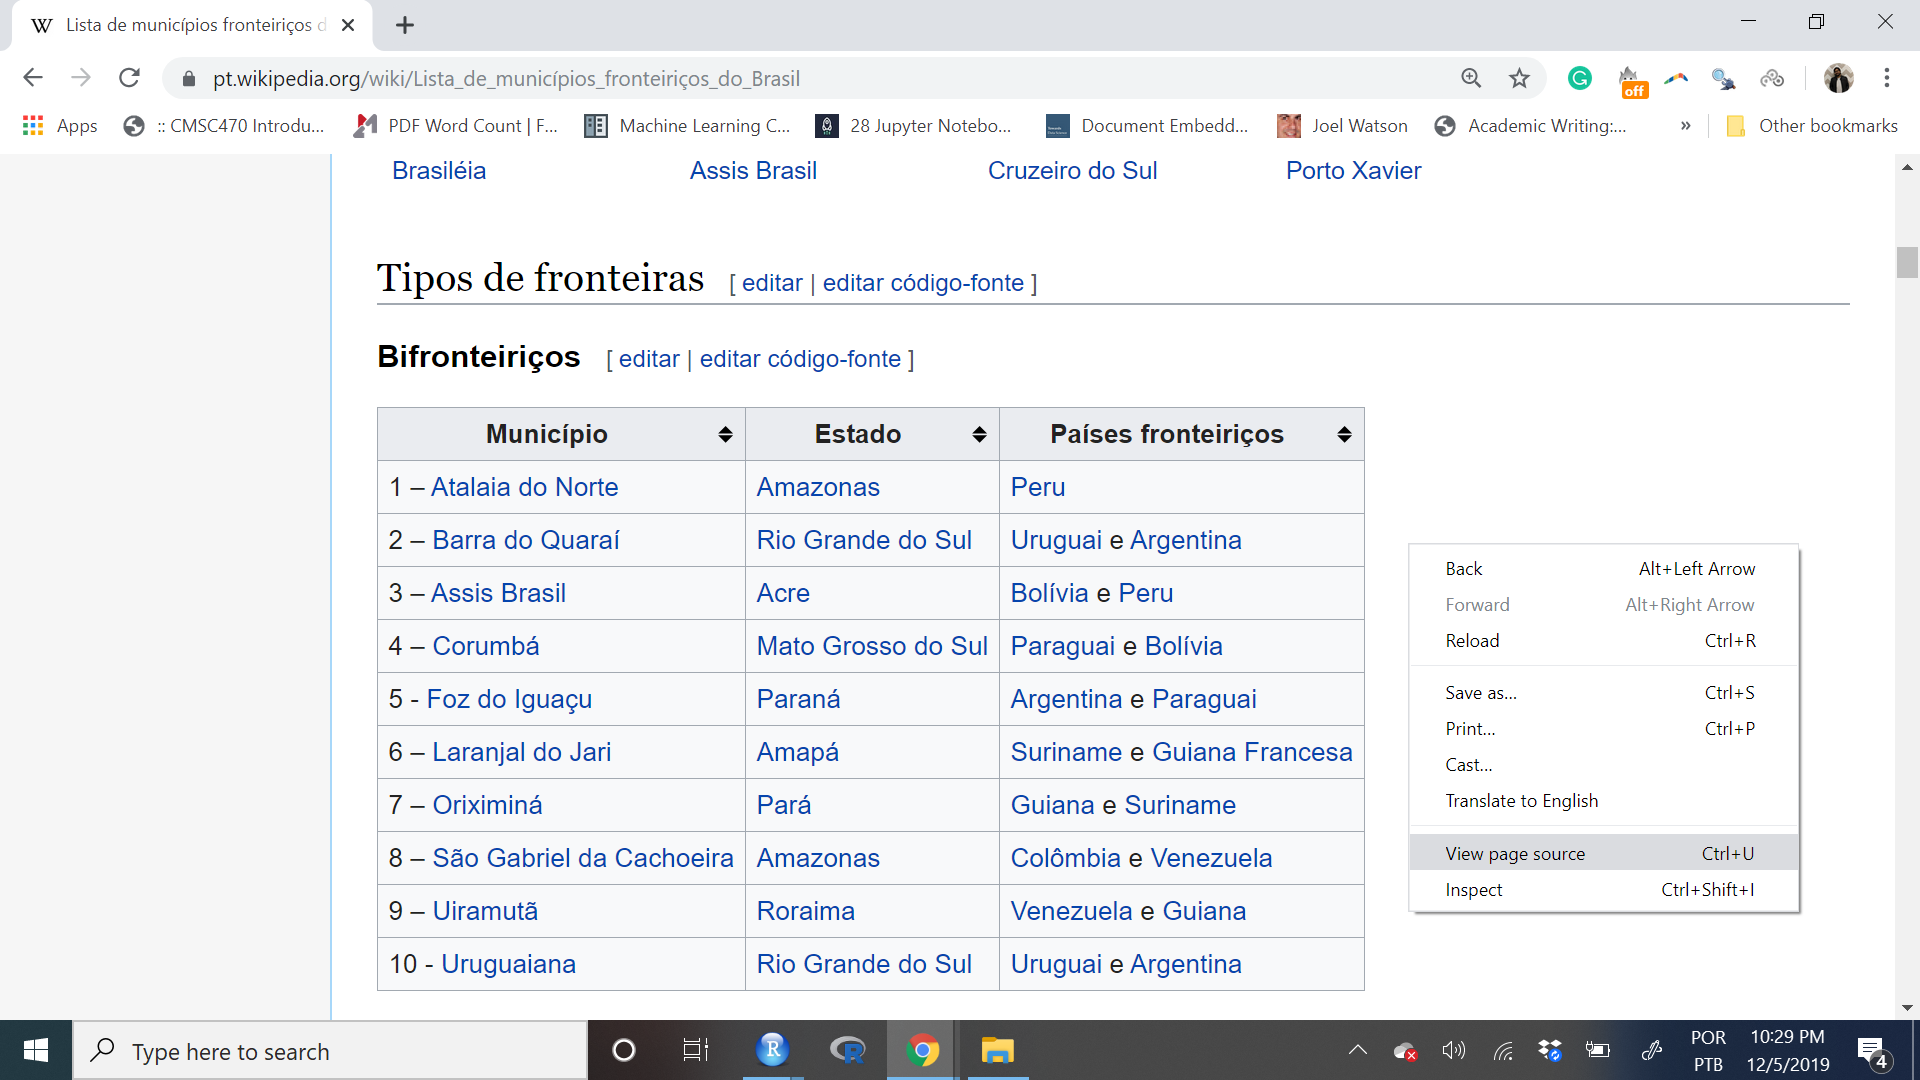 Lista de municípios fronteiriços d
pt.wikipedia.org/wiki/Lista_de_municípios_fronteiriços_do_Brasil
off
Apps :: CMSC470 Introdu... PDF Word Count | F... Machine Learning C... 28 Jupyter Notebo... Document Embedd... Joel Watson Academic Writing:... » Other bookmarks
Brasiléia Assis Brasil Cruzeiro do Sul Porto Xavier
Tipos de fronteiras [ editar | editar código-fonte ]
Bifronteiriços [ editar | editar código-fonte ]
Município Estado Países fronteiriços
1 – Atalaia do Norte Amazonas Peru
2 – Barra do Quaraí Rio Grande do Sul Uruguai e Argentina
3 – Assis Brasil Acre Bolívia e Peru
4 – Corumbá Mato Grosso do Sul Paraguai e Bolívia
5 - Foz do Iguaçu Paraná Argentina e Paraguai
6 – Laranjal do Jari Amapá Suriname e Guiana Francesa
7 – Oriximiná Pará Guiana e Suriname
8 – São Gabriel da Cachoeira Amazonas Colômbia e Venezuela
9 – Uiramutã Roraima Venezuela e Guiana
10 - Uruguaiana Rio Grande do Sul Uruguai e Argentina
Back Alt+Left Arrow
Forward Alt+Right Arrow
Reload Ctrl+R
Save as... Ctrl+S
Print... Ctrl+P
Cast...
Translate to English
View page source Ctrl+U
Inspect Ctrl+Shift+I
Type here to search
POR
PTB
10:29 PM
12/5/2019
4